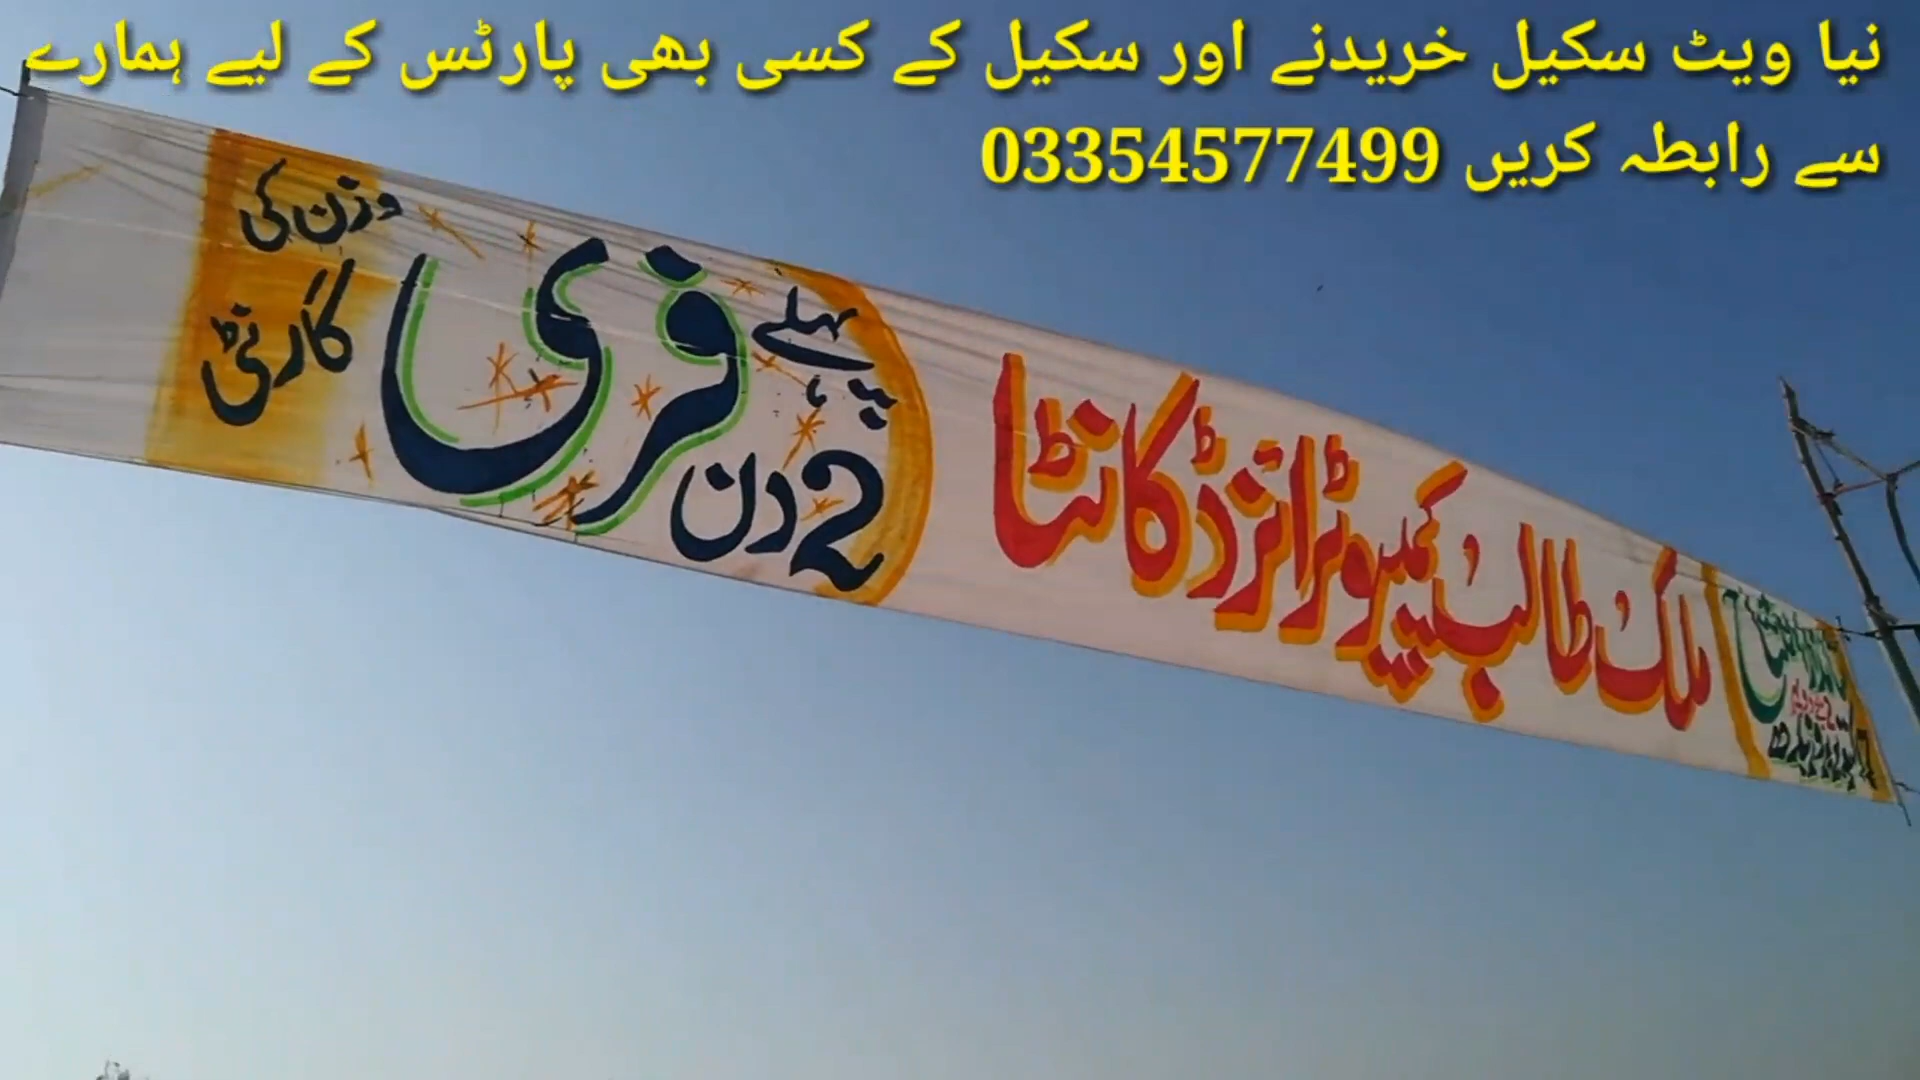 نیا ویٹ سکیل خریدنے اور سکیل کے کسی بھی پارٹس کے لیے ہمارے
سے رابطہ کریں 03354577499
ملک طالب کمپیوٹرائزڈ کانٹا
پہلے
2 دن
فری
وزن کی
گارنٹی